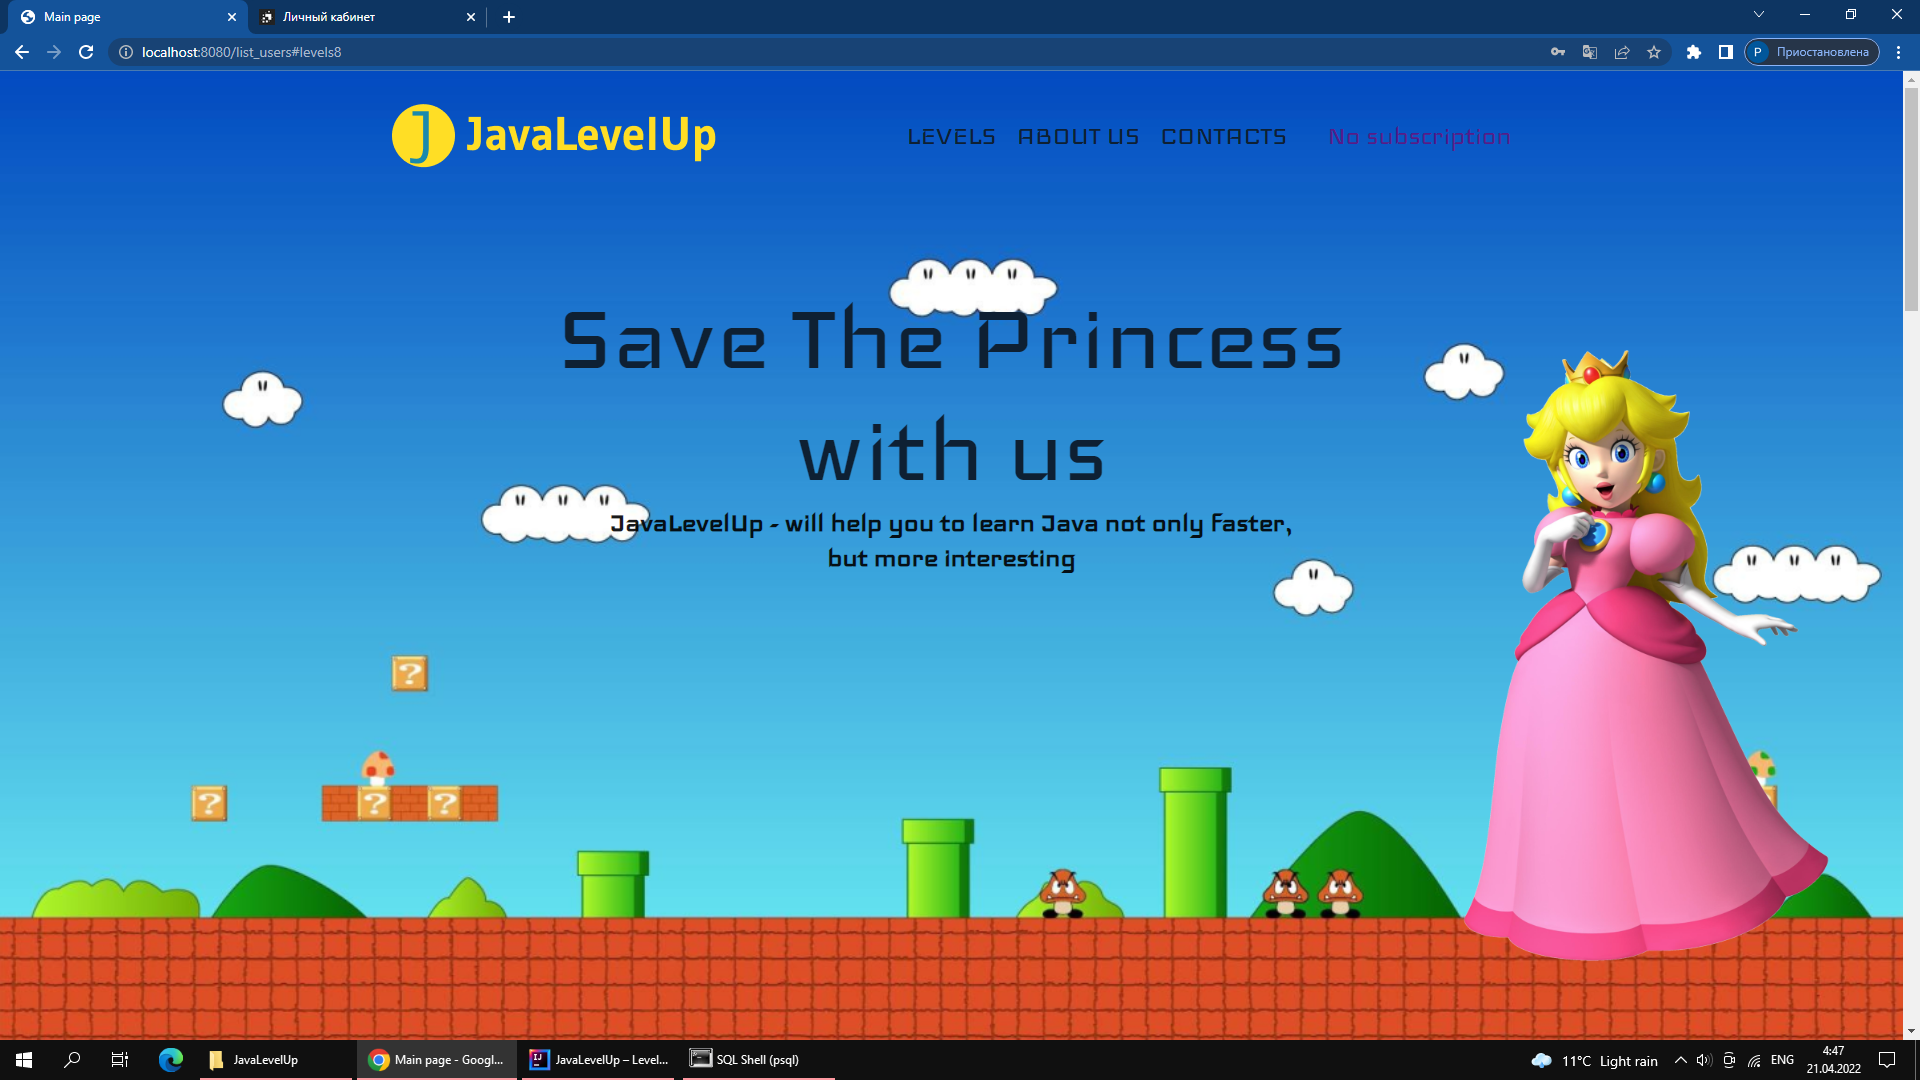 Main page
Личный кабинет
localhost:8080/list_users#levels8
P Приостановлена
J JavaLevelUp
LEVELS ABOUT US CONTACTS No subscription
Save The Princess
with us
JavaLevelUp - will help you to learn Java not only faster,
but more interesting
? 
? ? ?
JavaLevelUp
Main page - Googl...
IJ
JavaLevelUp – Level...
SQL Shell (psql)
11°C Light rain
ENG
4:47
21.04.2022